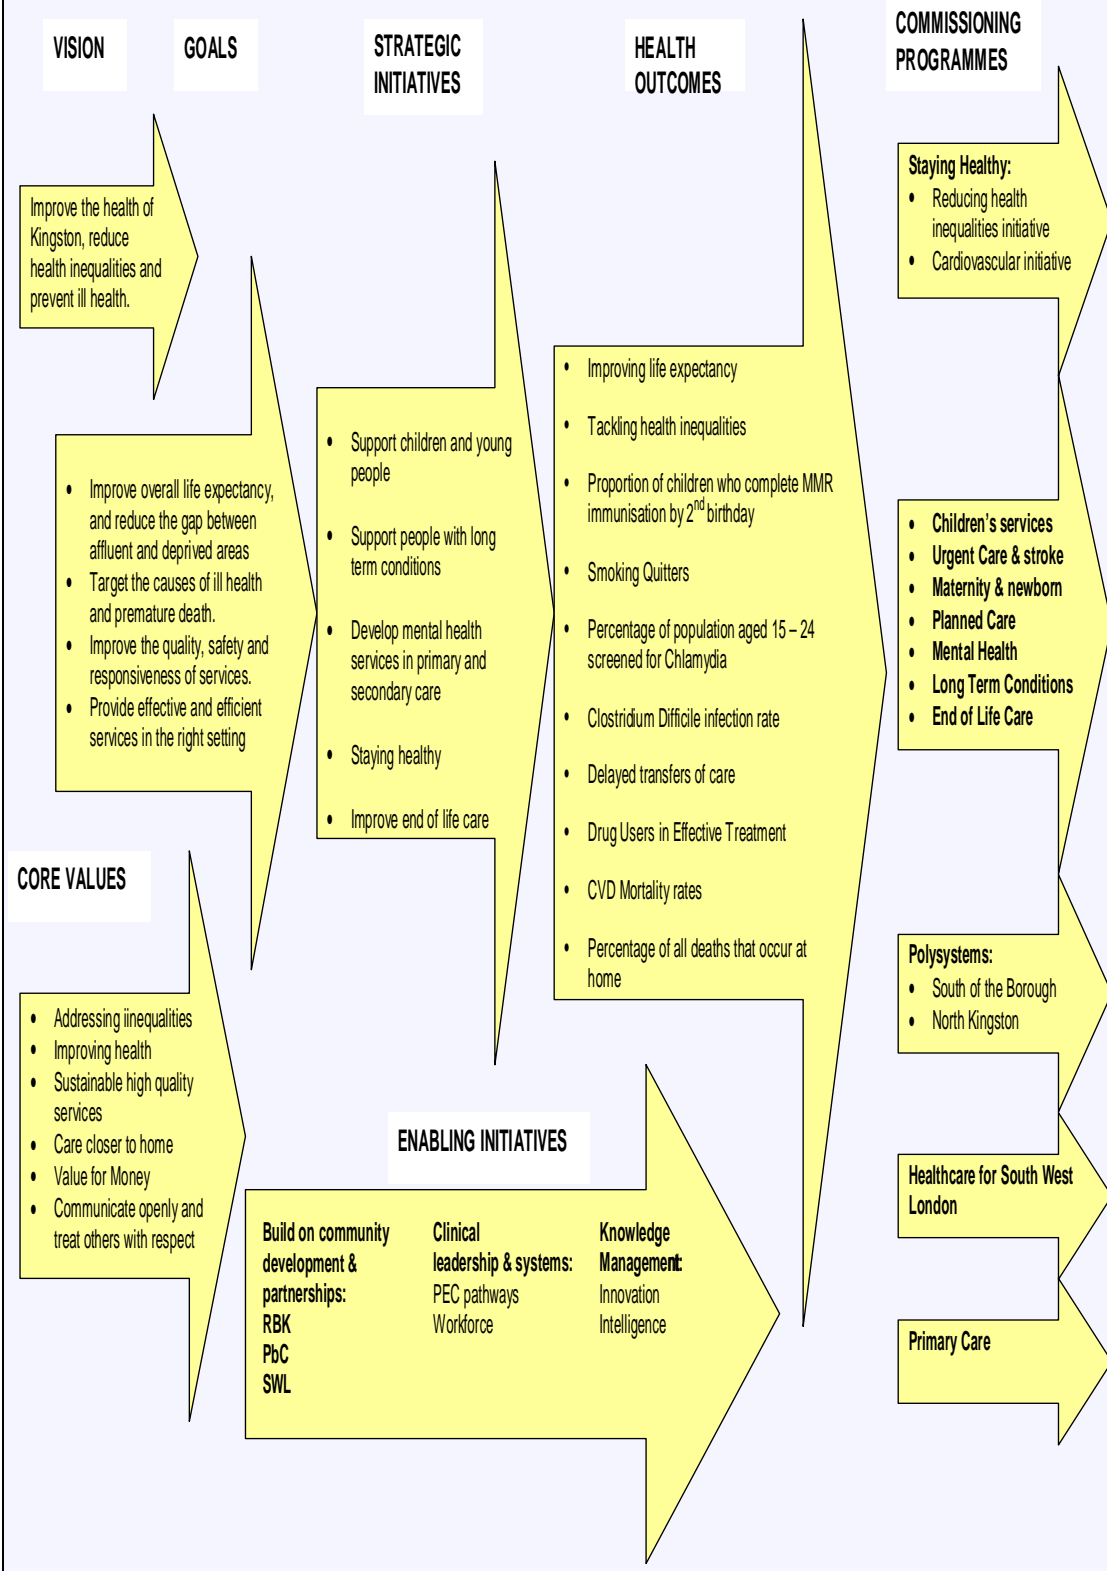 VISION
GOALS
STRATEGIC
INITIATIVES
HEALTH
OUTCOMES
COMMISSIONING
PROGRAMMES
Improve the health of
Kingston, reduce
health inequalities and
prevent ill health.
• Improve overall life expectancy,
and reduce the gap between
affluent and deprived areas
• Target the causes of ill health
and premature death.
• Improve the quality, safety and
responsiveness of services.
• Provide effective and efficient
services in the right setting
• Support children and young
people
• Support people with long
term conditions
• Develop mental health
services in primary and
secondary care
• Staying healthy
• Improve end of life care
• Improving life expectancy
• Tackling health inequalities
• Proportion of children who complete MMR
immunisation by 2nd birthday
• Smoking Quitters
• Percentage of population aged 15 – 24
screened for Chlamydia
• Clostridium Difficile infection rate
• Delayed transfers of care
• Drug Users in Effective Treatment
• CVD Mortality rates
• Percentage of all deaths that occur at
home
Staying Healthy:
• Reducing health
inequalities initiative
• Cardiovascular initiative
• Children's services
• Urgent Care & stroke
• Maternity & newborn
• Planned Care
• Mental Health
• Long Term Conditions
• End of Life Care
Polysystems:
• South of the Borough
• North Kingston
Healthcare for South West
London
Primary Care
CORE VALUES
• Addressing iinequalities
• Improving health
• Sustainable high quality
services
• Care closer to home
• Value for Money
• Communicate openly and
treat others with respect
ENABLING INITIATIVES
Build on community
development &
partnerships:
RBK
PbC
SWL
Clinical
leadership & systems:
PEC pathways
Workforce
Knowledge
Management:
Innovation
Intelligence